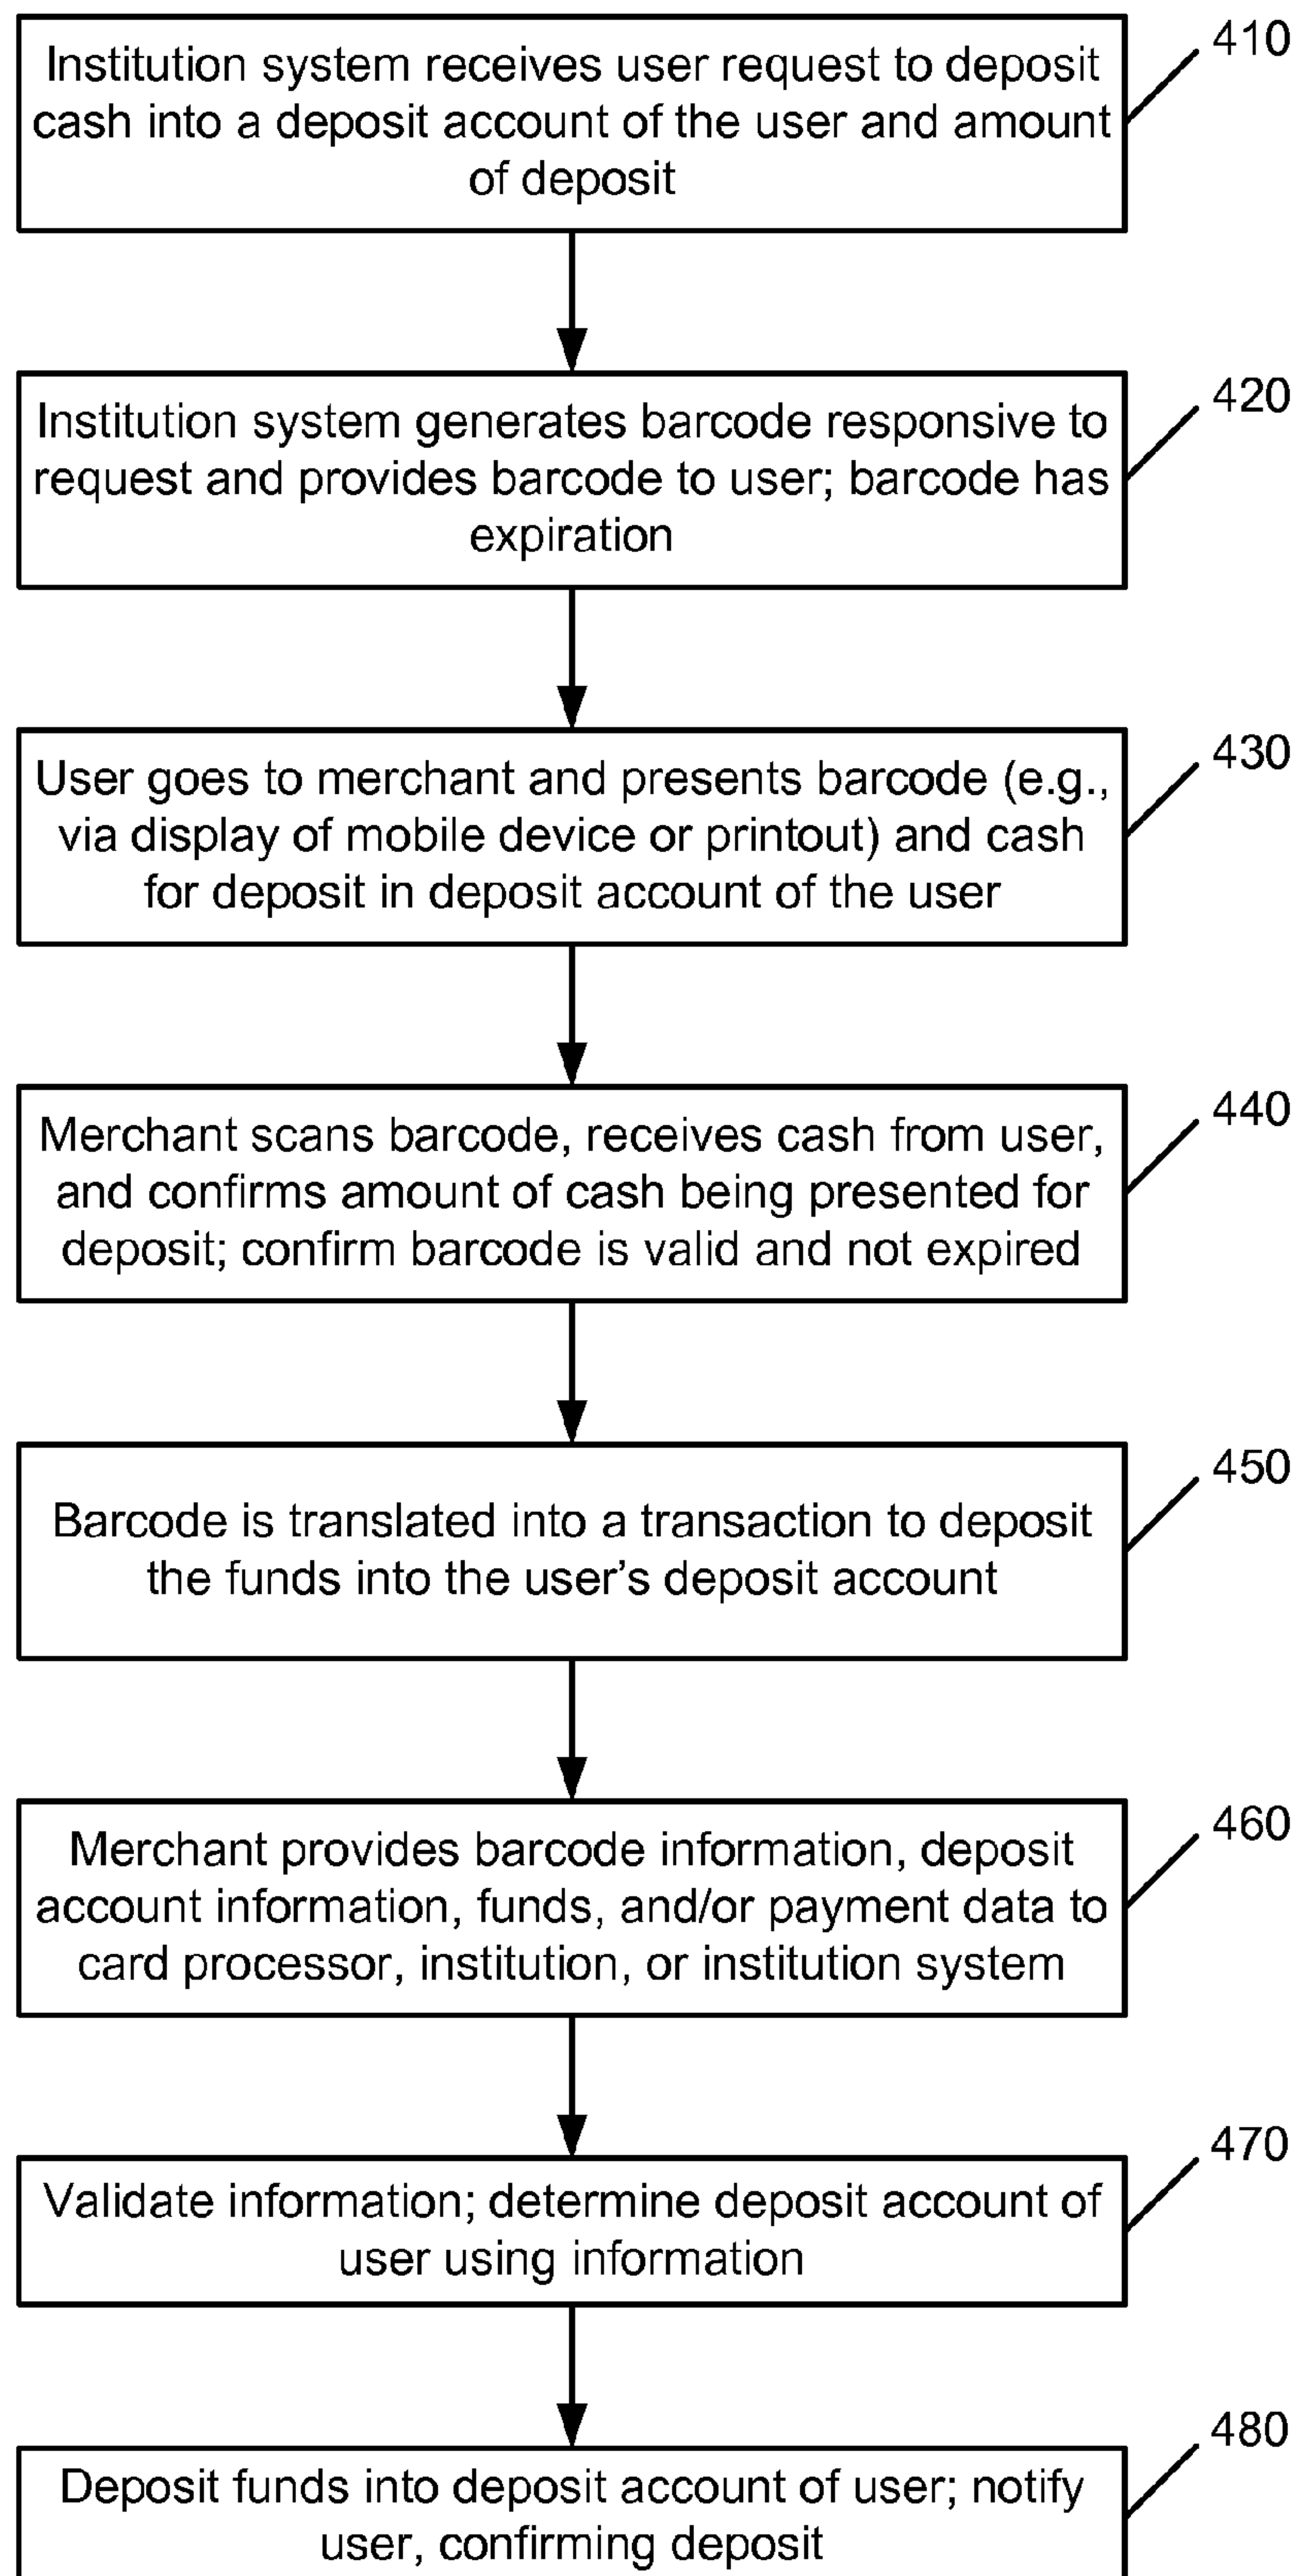 410
Institution system receives user request to deposit
cash into a deposit account of the user and amount
of deposit
420
Institution system generates barcode responsive to
request and provides barcode to user; barcode has
expiration
430
User goes to merchant and presents barcode (e.g.,
via display of mobile device or printout) and cash
for deposit in deposit account of the user
440
Merchant scans barcode, receives cash from user,
and confirms amount of cash being presented for
deposit; confirm barcode is valid and not expired
450
Barcode is translated into a transaction to deposit
the funds into the user’s deposit account
460
Merchant provides barcode information, deposit
account information, funds, and/or payment data to
card processor, institution, or institution system
470
Validate information; determine deposit account of
user using information
480
Deposit funds into deposit account of user; notify
user, confirming deposit